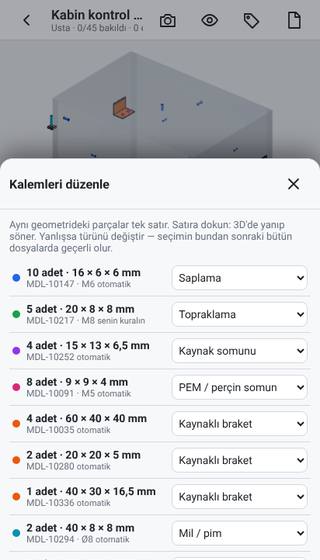 Kabin kontrol ...
Usta · 0/45 bakıldı · 0
Kalemleri düzenle
Aynı geometrideki parçalar tek satır. Satıra dokun: 3D'de yanıp
söner. Yanlışsa türünü değiştir — seçimin bundan sonraki bütün
dosyalarda geçerli olur.
10 adet · 16 × 6 × 6 mm
MDL-10147 · M6 otomatik
Saplama
5 adet · 20 × 8 × 8 mm
MDL-10217 · M8 senin kuralın
Topraklama
4 adet · 15 × 13 × 6,5 mm
MDL-10252 otomatik
Kaynak somunu
8 adet · 9 × 9 × 4 mm
MDL-10091 · M5 otomatik
PEM / perçin somun
4 adet · 60 × 40 × 40 mm
MDL-10035 otomatik
Kaynaklı braket
2 adet · 20 × 20 × 5 mm
MDL-10280 otomatik
Kaynaklı braket
1 adet · 40 × 30 × 16,5 mm
MDL-10336 otomatik
Kaynaklı braket
2 adet · 40 × 8 × 8 mm
MDL-10294 · Ø8 otomatik
Mil / pim